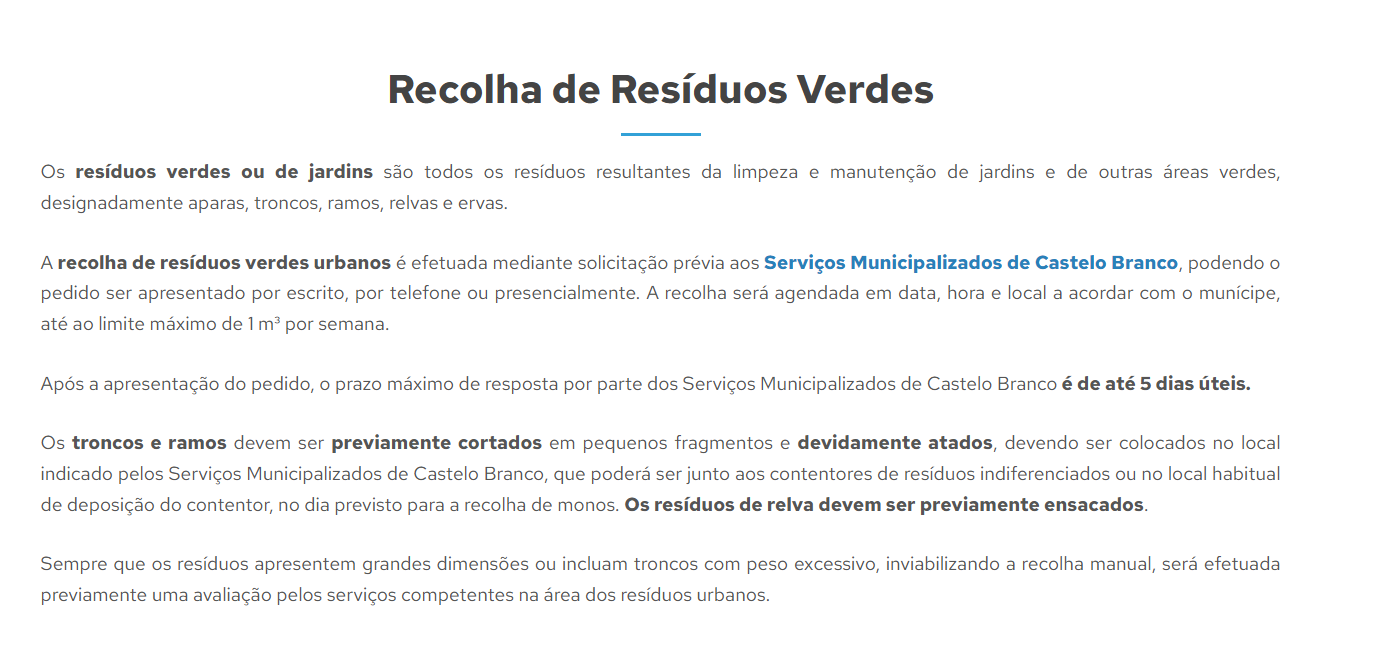 Recolha de Resíduos Verdes
Os resíduos verdes ou de jardins são todos os resíduos resultantes da limpeza e manutenção de jardins e de outras áreas verdes,
designadamente aparas, troncos, ramos, relvas e ervas.
A recolha de resíduos verdes urbanos é efetuada mediante solicitação prévia aos Serviços Municipalizados de Castelo Branco, podendo o
pedido ser apresentado por escrito, por telefone ou presencialmente. A recolha será agendada em data, hora e local a acordar com o munícipe,
até ao limite máximo de 1 m³ por semana.
Após a apresentação do pedido, o prazo máximo de resposta por parte dos Serviços Municipalizados de Castelo Branco é de até 5 dias úteis.
Os troncos e ramos devem ser previamente cortados em pequenos fragmentos e devidamente atados, devendo ser colocados no local
indicado pelos Serviços Municipalizados de Castelo Branco, que poderá ser junto aos contentores de resíduos indiferenciados ou no local habitual
de deposição do contentor, no dia previsto para a recolha de monos. Os resíduos de relva devem ser previamente ensacados.
Sempre que os resíduos apresentem grandes dimensões ou incluam troncos com peso excessivo, inviabilizando a recolha manual, será efetuada
previamente uma avaliação pelos serviços competentes na área dos resíduos urbanos.